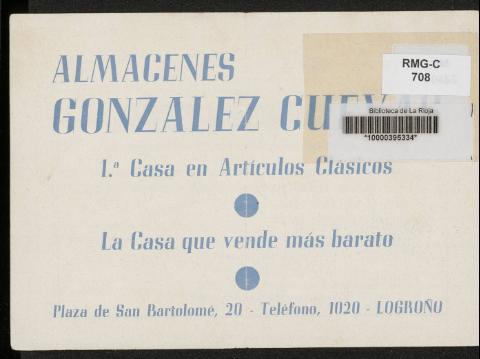 ALMACENES
GONZALEZ
1.ª Casa en Artículos Clásicos
La Casa que vende más barato
Plaza de San Bartolomé, 20 - Teléfono, 1020 - LOGROÑO
RMG-C
708
Biblioteca de La Rioja
*10000395334*